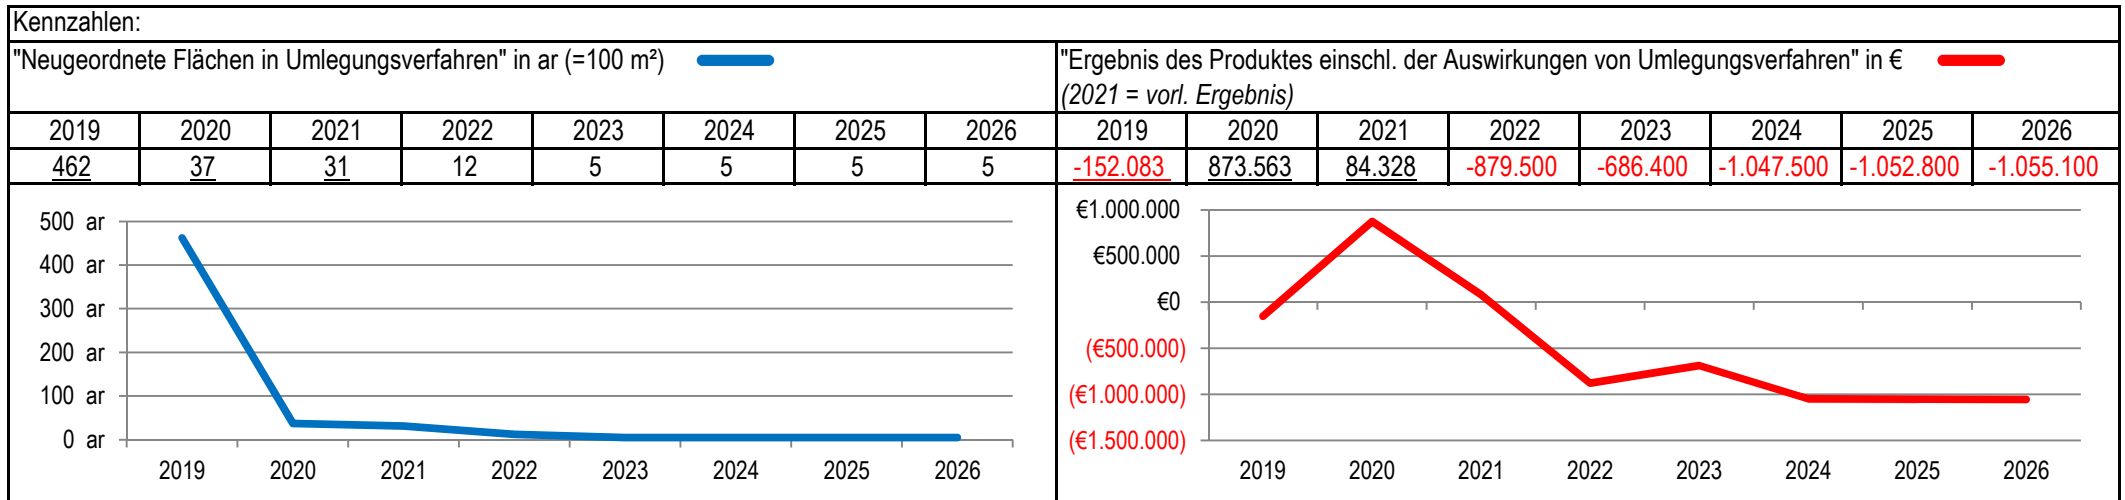 Kennzahlen:
"Neugeordnete Flächen in Umlegungsverfahren" in ar (=100 m²)
"Ergebnis des Produktes einschl. der Auswirkungen von Umlegungsverfahren" in €
(2021 = vorl. Ergebnis)
2019 2020 2021 2022 2023 2024 2025 2026 2019 2020 2021 2022 2023 2024 2025 2026
462 37 31 12 5 5 5 5 -152.083 873.563 84.328 -879.500 -686.400 -1.047.500 -1.052.800 -1.055.100
500 ar
400 ar
300 ar
200 ar
100 ar
0 ar
2019 2020 2021 2022 2023 2024 2025 2026
€1.000.000
€500.000
€0
(€500.000)
(€1.000.000)
(€1.500.000)
2019 2020 2021 2022 2023 2024 2025 2026